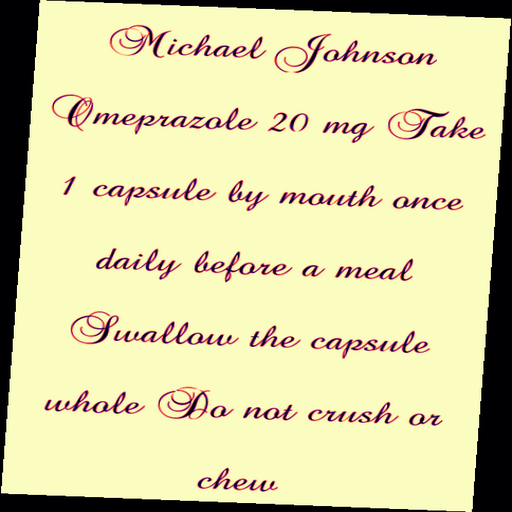 Michael Johnson
Omeprazole 20 mg Take
1 capsule by mouth once
daily before a meal
Swallow the capsule
whole Do not crush or
chew